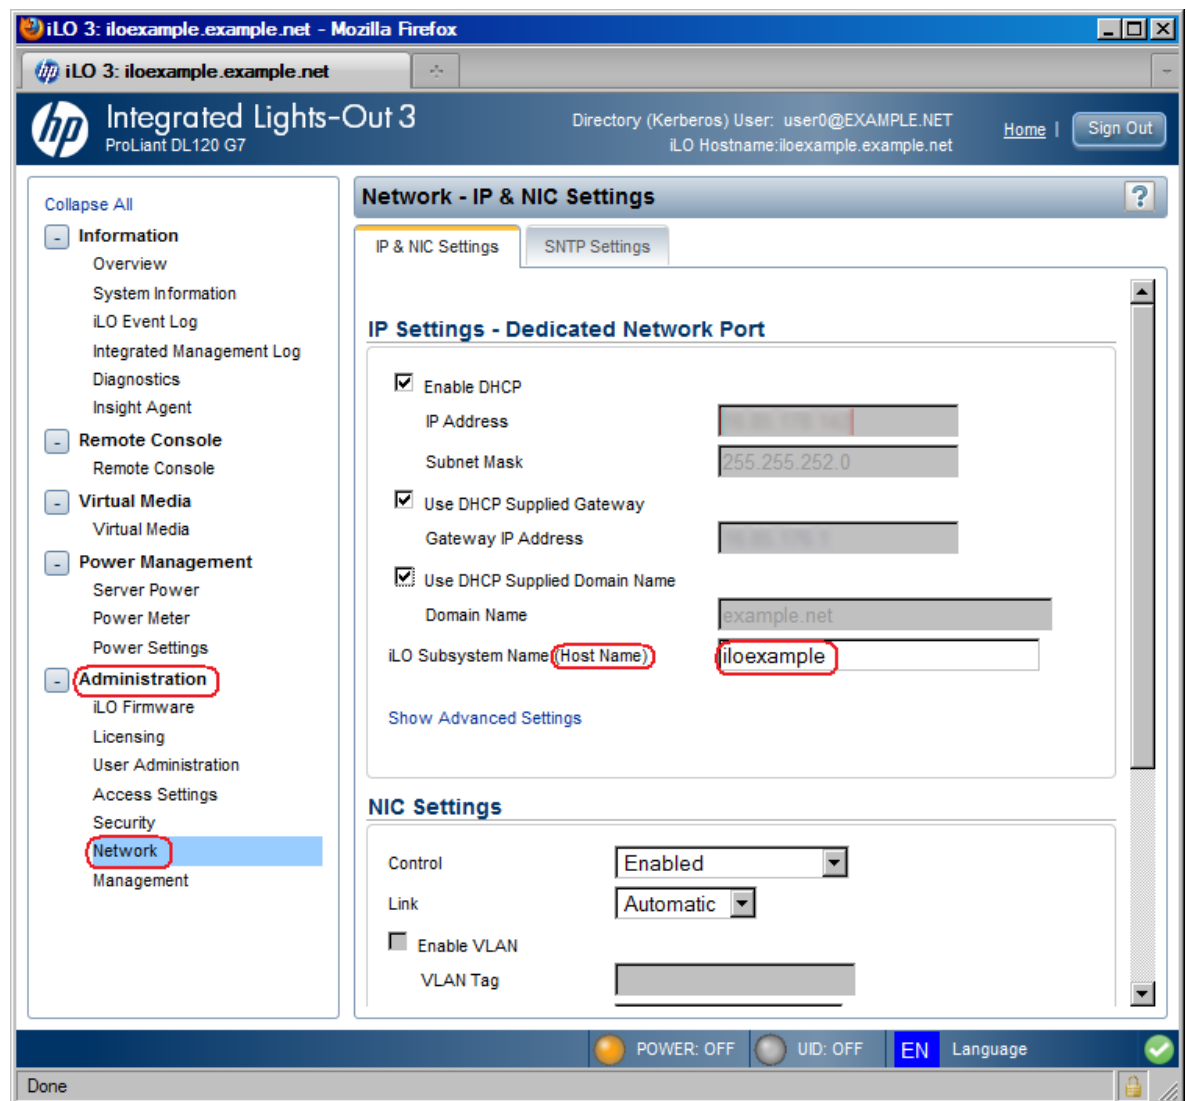 iLO 3: iloexample.example.net - Mozilla Firefox
iLO 3: iloexample.example.net
hp
Integrated Lights-Out 3
ProLiant DL120 G7
Directory (Kerberos) User: user0@EXAMPLE.NET
iLO Hostname:iloexample.example.net
Home | Sign Out
Collapse All
- Information
Overview
System Information
iLO Event Log
Integrated Management Log
Diagnostics
Insight Agent
- Remote Console
Remote Console
- Virtual Media
Virtual Media
- Power Management
Server Power
Power Meter
Power Settings
- Administration
iLO Firmware
Licensing
User Administration
Access Settings
Security
Network
Management
Network - IP & NIC Settings
?
IP & NIC Settings SNTP Settings
IP Settings - Dedicated Network Port
Enable DHCP
IP Address
Subnet Mask 255.255.252.0
Use DHCP Supplied Gateway
Gateway IP Address
Use DHCP Supplied Domain Name
Domain Name example.net
iLO Subsystem Name (Host Name) iloexample
Show Advanced Settings
NIC Settings
Control Enabled
Link Automatic
Enable VLAN
VLAN Tag
POWER: OFF UID: OFF EN Language
Done